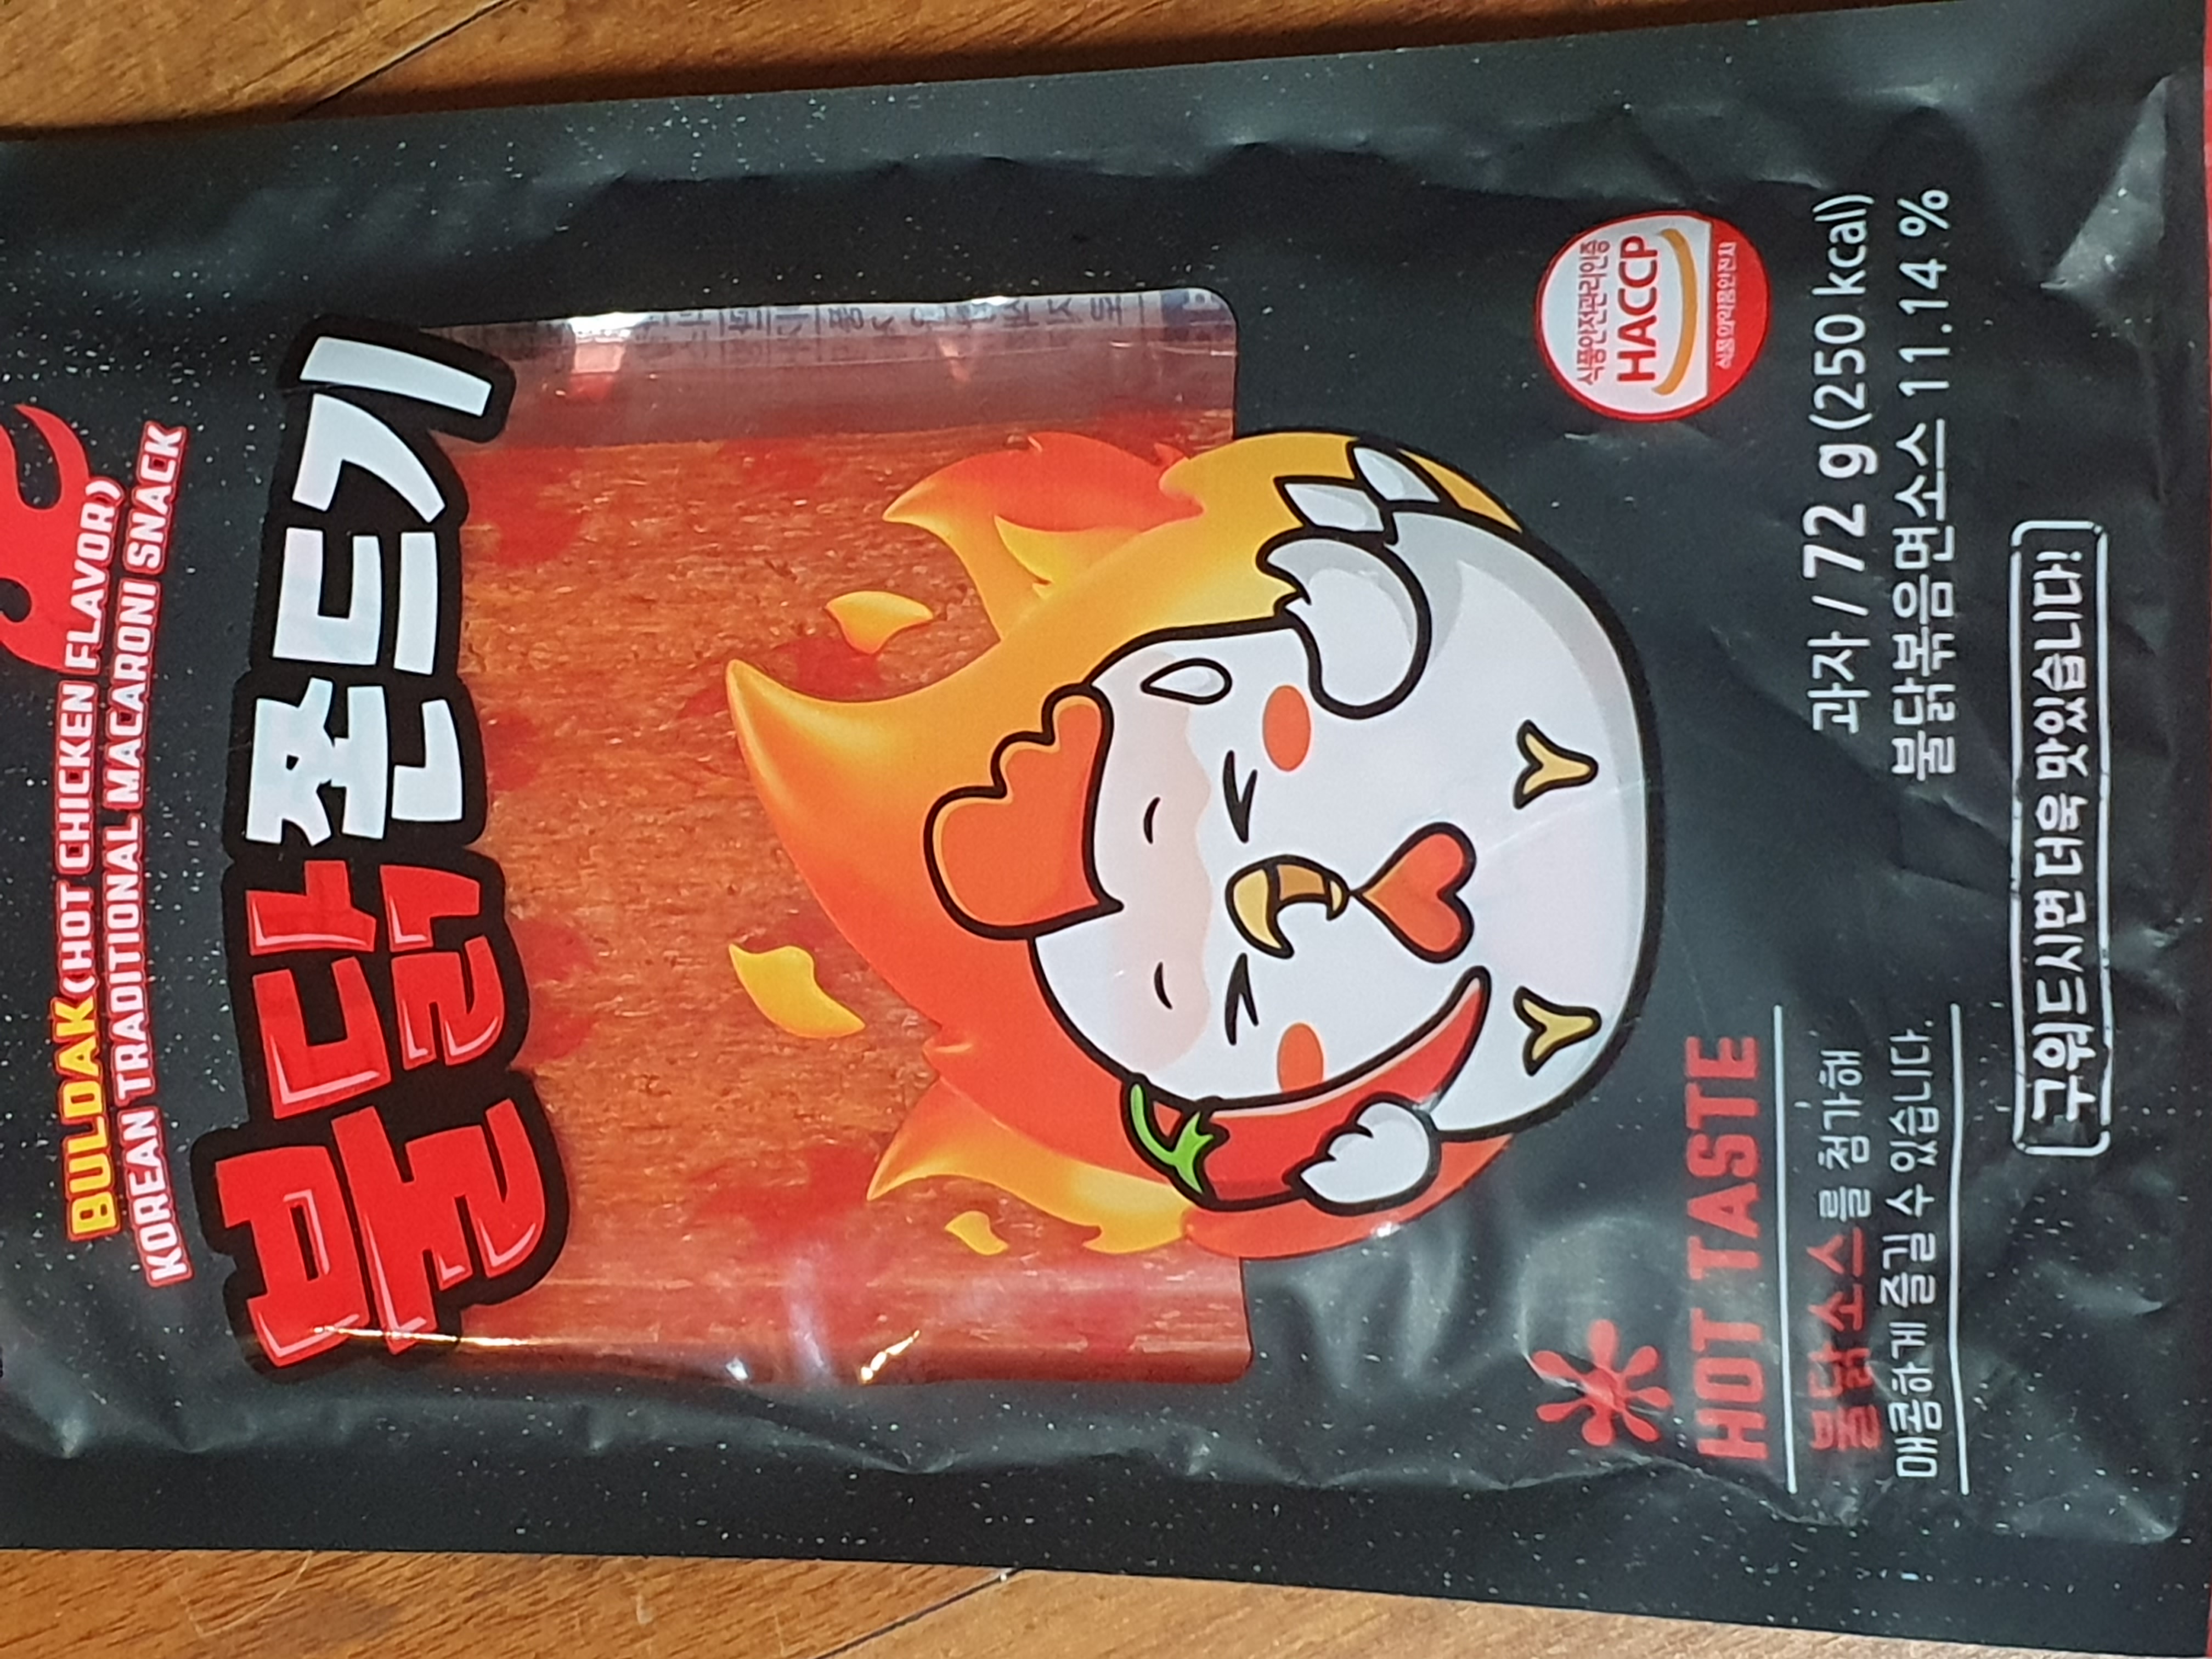 BULDAK(HOT CHICKEN FLAVOR)
KOREAN TRADITIONAL MACARONI SNACK
불닭쫀드기
HOT TASTE
불닭소스를 첨가해
매콤하게 즐길 수 있습니다.
식품안전관리인증
HACCP
식품의약품안전처
과자 / 72 g(250 kcal)
불닭볶음면소스 11.14 %
구워드시면 더욱 맛있습니다!